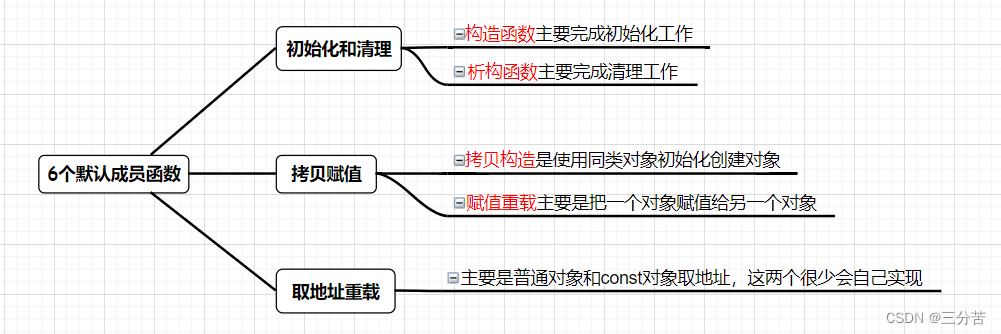 初始化和清理
构造函数主要完成初始化工作
析构函数主要完成清理工作
6个默认成员函数
拷贝赋值
拷贝构造是使用同类对象初始化创建对象
赋值重载主要是把一个对象赋值给另一个对象
取地址重载
主要是普通对象和const对象取地址，这两个很少会自己实现
CSDN @三分苦